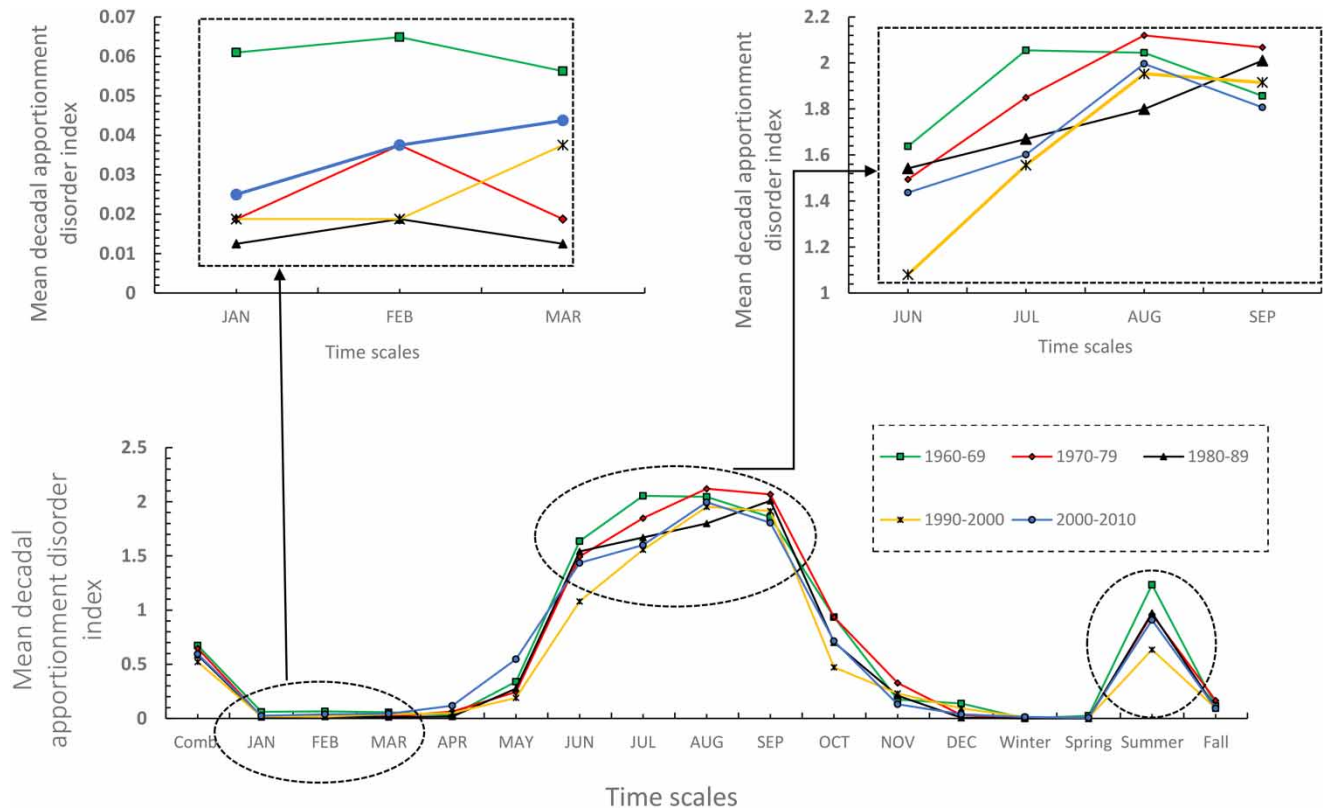 Mean decadal apportionment
disorder index
0.07
0.06
0.05
0.04
0.03
0.02
0.01
0
JAN FEB MAR
Time scales
Mean decadal apportionment
disorder index
2.2
2
1.8
1.6
1.4
1.2
1
JUN JUL AUG SEP
Time scales
Mean decadal
apportionment disorder
index
2.5
2
1.5
1
0.5
0
1960-69 1970-79 1980-89
1990-2000 2000-2010
Comb JAN FEB MAR APR MAY JUN JUL AUG SEP OCT NOV DEC Winter Spring Summer Fall
Time scales